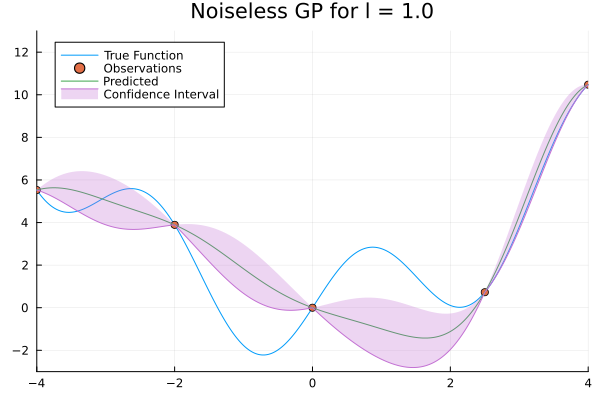 Noiseless GP for l = 1.0
12
10
8
6
4
2
0
−2
True Function
Observations
Predicted
Confidence Interval
−4
−2
0
2
4